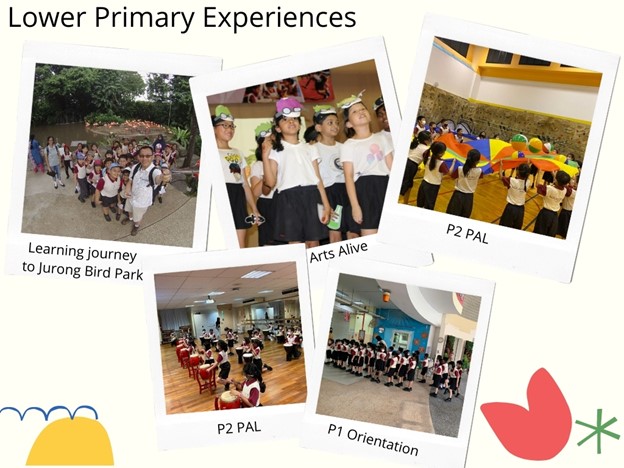 Lower Primary Experiences
Learning journey
to Jurong Bird Park
Arts Alive
P2 PAL
P2 PAL
P1 Orientation